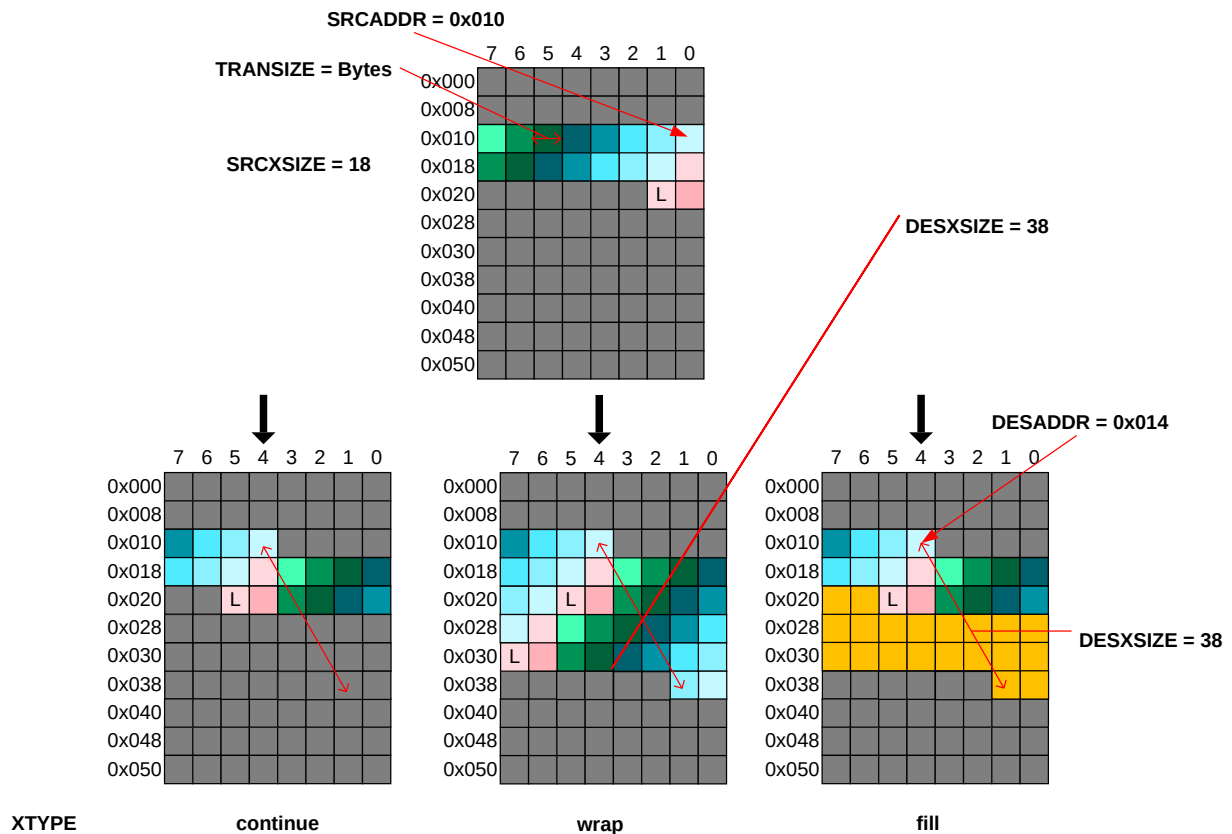 SRCADDR = 0x010
7 6 5 4 3 2 1 0
TRANSIZE = Bytes
0x000
0x008
0x010
SRCXSIZE = 18
0x018
0x020 L
0x028
DESXSIZE = 38
0x030
0x038
0x040
0x048
0x050
DESADDR = 0x014
7 6 5 4 3 2 1 0
0x000
0x008
0x010
0x018
0x020 L
0x028
0x030
0x038
0x040
0x048
0x050
7 6 5 4 3 2 1 0
0x000
0x008
0x010
0x018
0x020 L
0x028
0x030 L
0x038
0x040
0x048
0x050
7 6 5 4 3 2 1 0
0x000
0x008
0x010
0x018
0x020 L
0x028
0x030
0x038
0x040
0x048
0x050
DESXSIZE = 38
XTYPE continue wrap fill